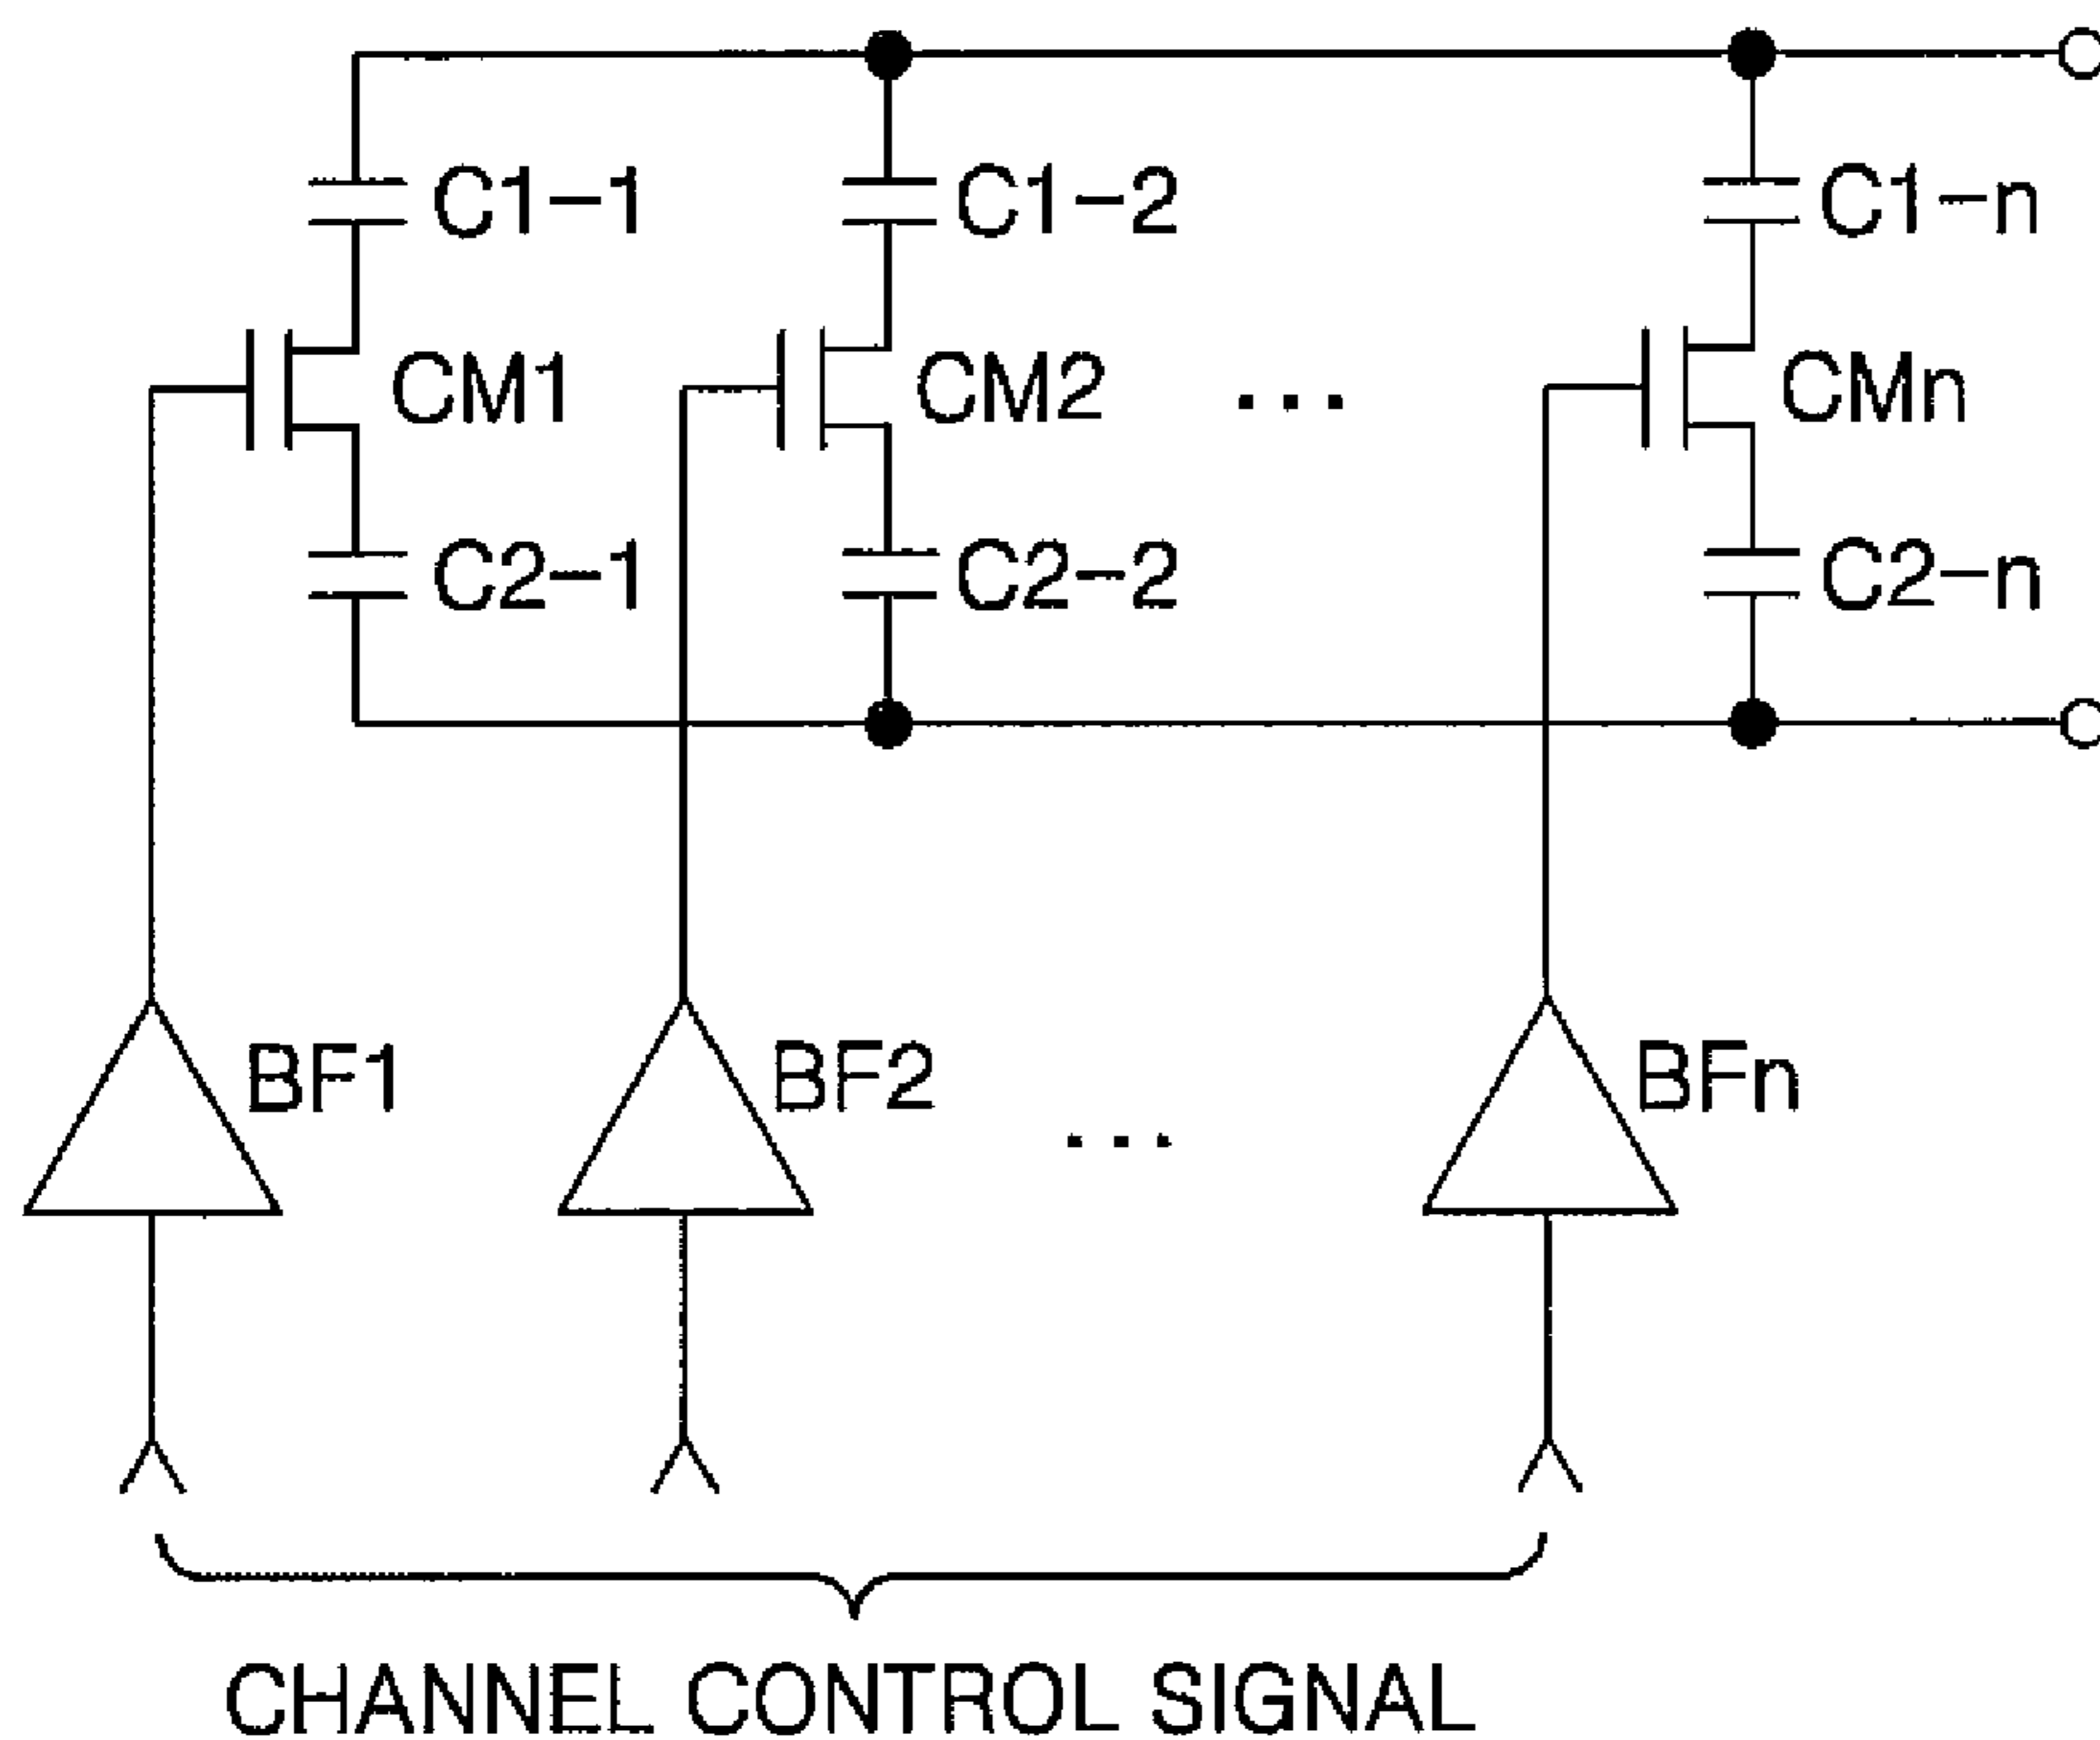 C1-1 C1-2 C1-n
CM1 CM2 ... CMn
C2-1 C2-2 C2-n
BF1 BF2 ... BFn
CHANNEL CONTROL SIGNAL